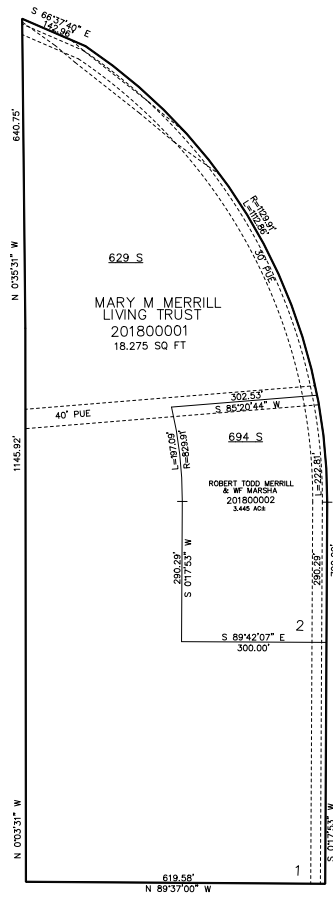 S 66°37'40" E
142.96'
640.75'
R=1129.91'
L=1112.86'
30' PUE
N 0°35'31" W
629 S
MARY M MERRILL
LIVING TRUST
201800001
18.275 SQ FT
302.53'
S 85°20'44" W
40' PUE
694 S
1145.92'
L=197.09'
R=829.91'
L=222.81'
ROBERT TODD MERRILL
& WF MARSHA
201800002
3.445 AC±
290.29'
S 0°17'53" W
290.29'
2
S 89°42'07" E
300.00'
N 0°03'31" W
S 0°17'53" W
1
619.58'
N 89°37'00" W